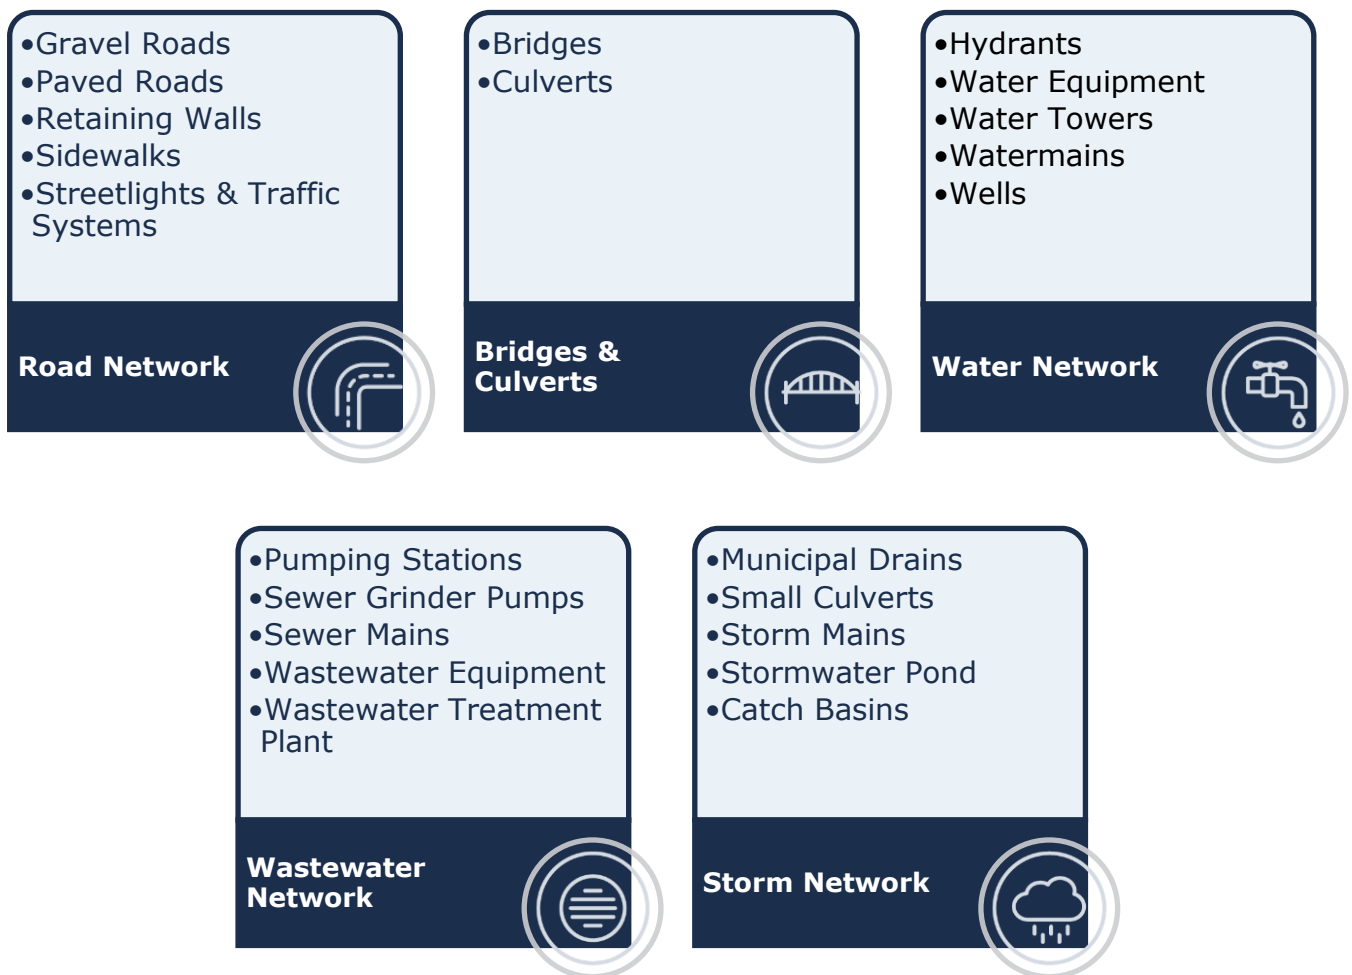 •Gravel Roads
•Paved Roads
•Retaining Walls
•Sidewalks
•Streetlights & Traffic
Systems
Road Network
•Bridges
•Culverts
Bridges &
Culverts
•Hydrants
•Water Equipment
•Water Towers
•Watermains
•Wells
Water Network
•Pumping Stations
•Sewer Grinder Pumps
•Sewer Mains
•Wastewater Equipment
•Wastewater Treatment
Plant
Wastewater
Network
•Municipal Drains
•Small Culverts
•Storm Mains
•Stormwater Pond
•Catch Basins
Storm Network